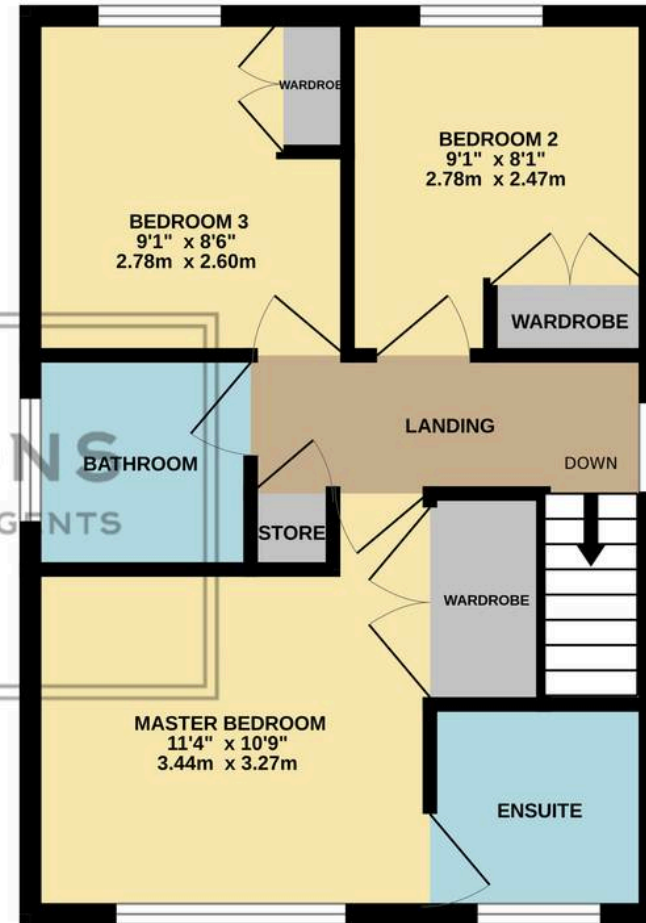 WARDROBE
BEDROOM 2
9'1" x 8'1"
2.78m x 2.47m
BEDROOM 3
9'1" x 8'6"
2.78m x 2.60m
WARDROBE
LANDING
BATHROOM
DOWN
STORE
WARDROBE
MASTER BEDROOM
11'4" x 10'9"
3.44m x 3.27m
ENSUITE